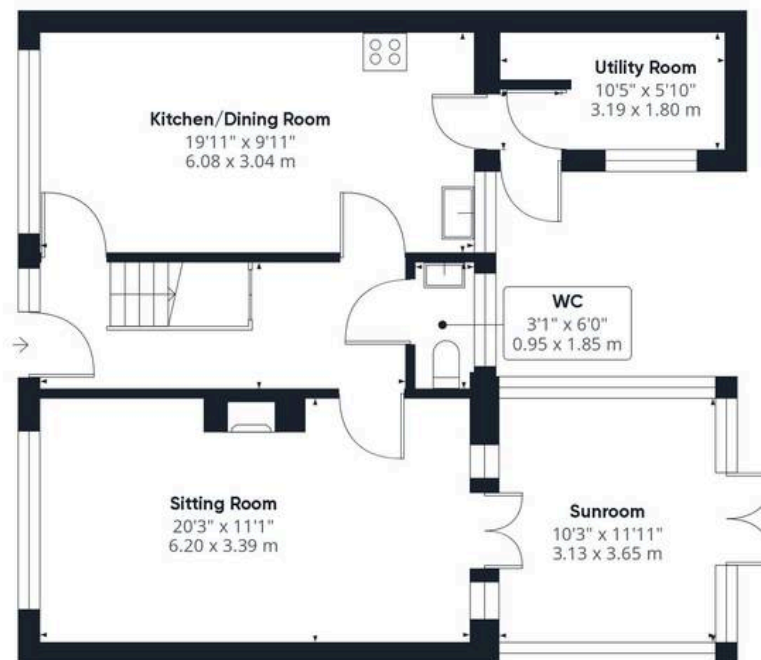 Kitchen/Dining Room
19'11" x 9'11"
6.08 x 3.04 m
Utility Room
10'5" x 5'10"
3.19 x 1.80 m
WC
3'1" x 6'0"
0.95 x 1.85 m
Sitting Room
20'3" x 11'1"
6.20 x 3.39 m
Sunroom
10'3" x 11'11"
3.13 x 3.65 m